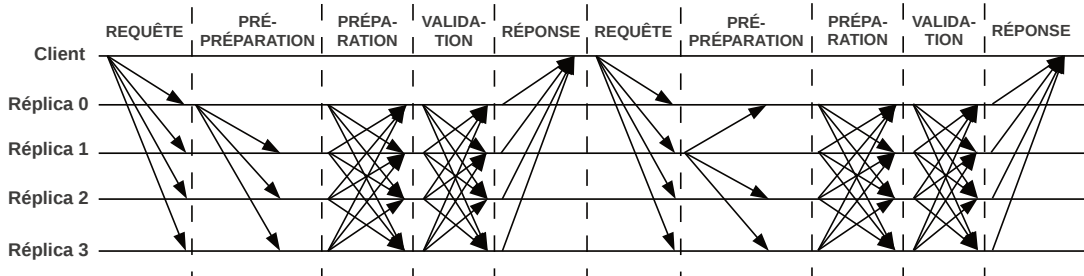 REQUÊTE
PRÉ-
PRÉPARATION
PRÉPA-
RATION
VALIDA-
TION
RÉPONSE
REQUÊTE
PRÉ-
PRÉPARATION
PRÉPA-
RATION
VALIDA-
TION
RÉPONSE
Client
Réplica 0
Réplica 1
Réplica 2
Réplica 3